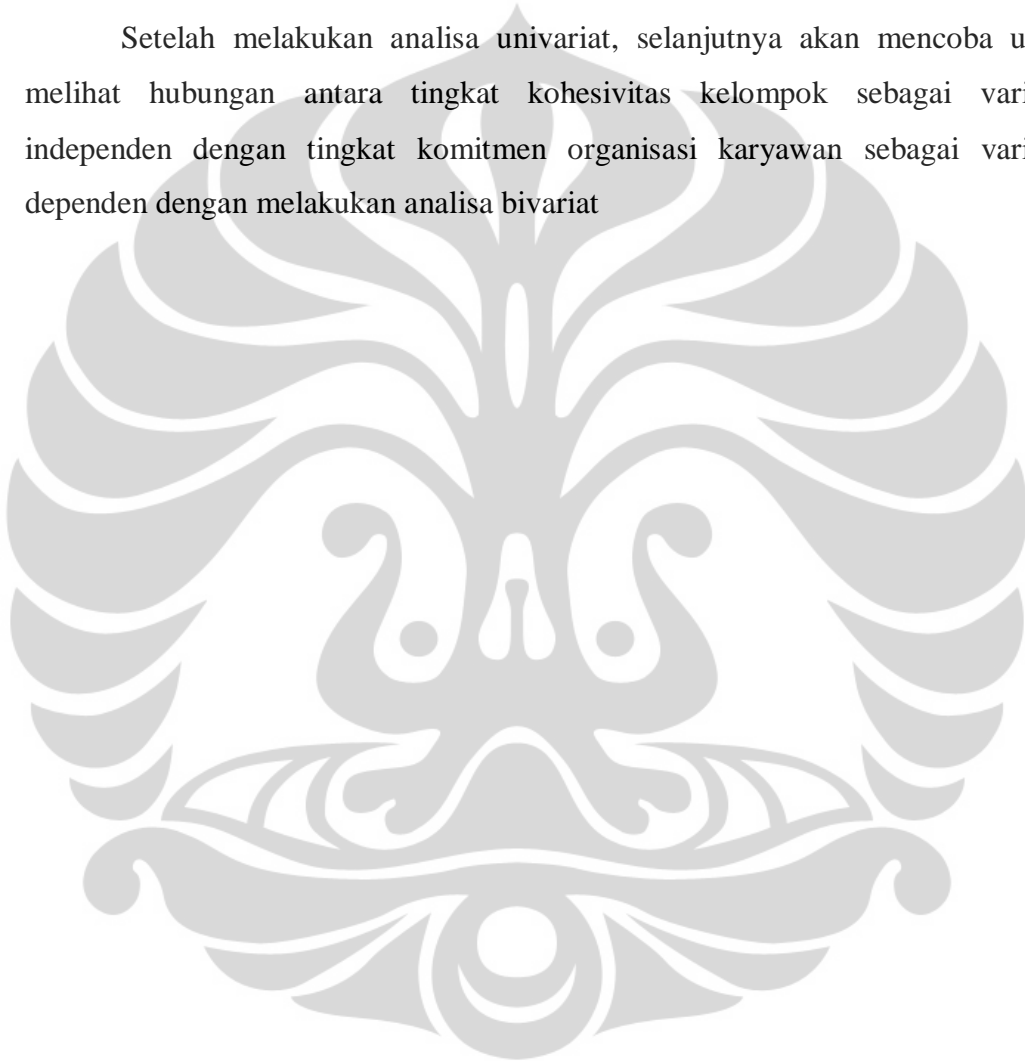 Setelah melakukan analisa univariat, selanjutnya akan mencoba u
melihat hubungan antara tingkat kohesivitas kelompok sebagai vari
independen dengan tingkat komitmen organisasi karyawan sebagai vari
dependen dengan melakukan analisa bivariat